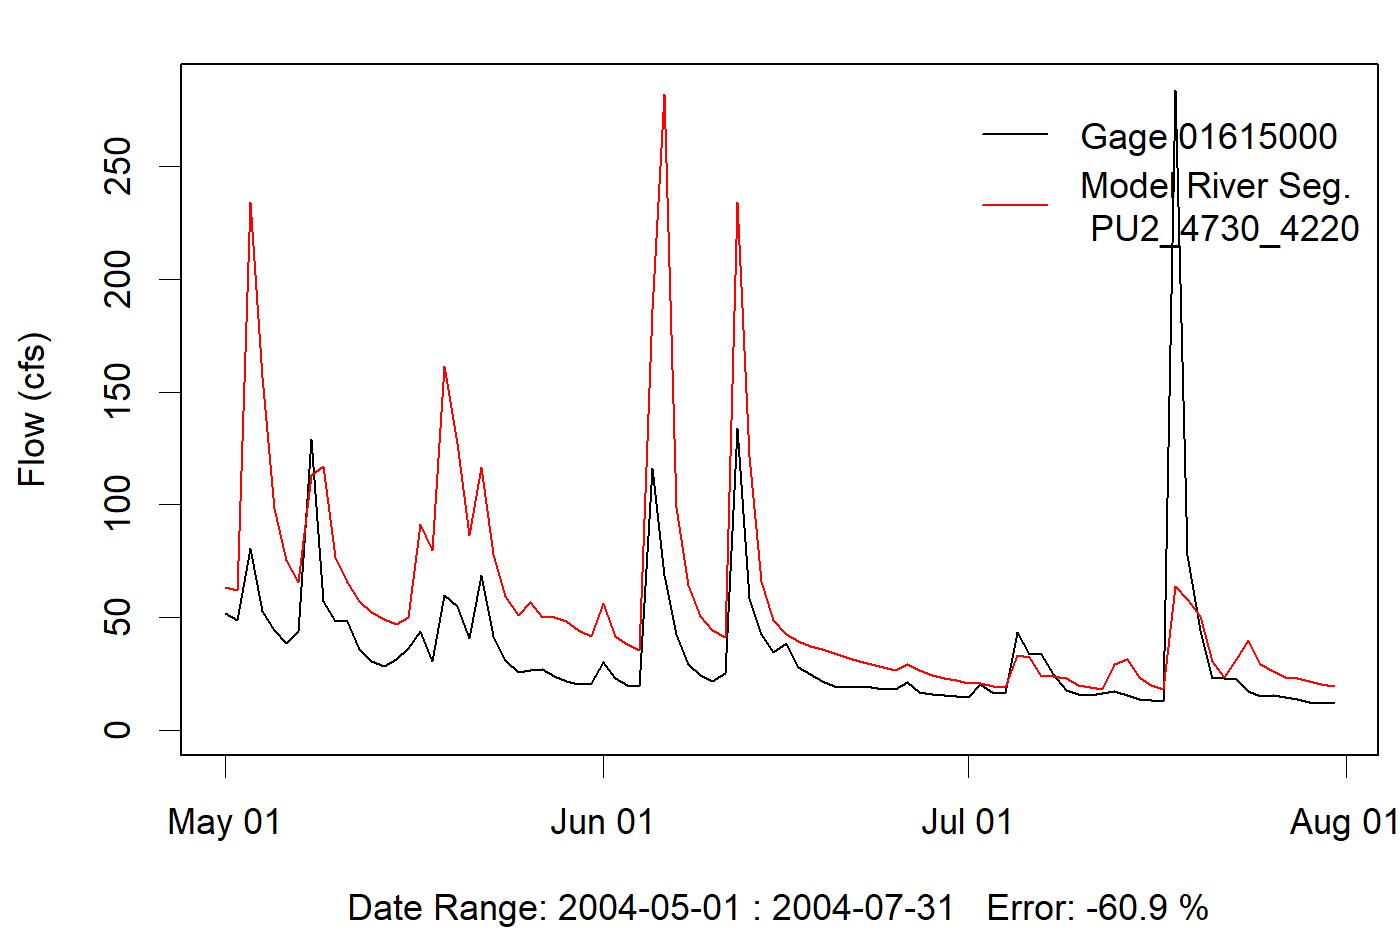 Gage 01615000
Model River Seg.
PU2_4730_4220
Flow (cfs)
250
200
150
100
50
0
May 01 Jun 01 Jul 01 Aug 01
Date Range: 2004-05-01 : 2004-07-31 Error: -60.9 %